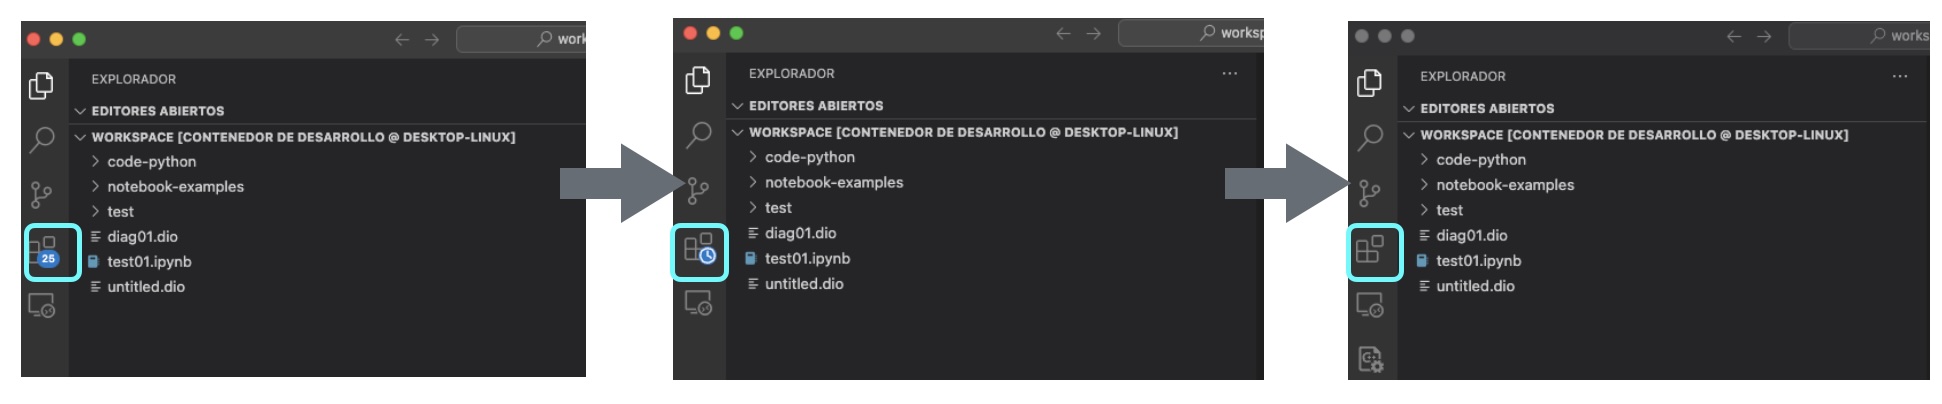 work
EXPLORADOR
EDITORES ABIERTOS
WORKSPACE [CONTENEDOR DE DESARROLLO @ DESKTOP-LINUX]
code-python
notebook-examples
test
diag01.dio
25
test01.ipynb
untitled.dio
worksp
EXPLORADOR
EDITORES ABIERTOS
WORKSPACE [CONTENEDOR DE DESARROLLO @ DESKTOP-LINUX]
code-python
notebook-examples
test
diag01.dio
test01.ipynb
untitled.dio
works
EXPLORADOR
EDITORES ABIERTOS
WORKSPACE [CONTENEDOR DE DESARROLLO @ DESKTOP-LINUX]
code-python
notebook-examples
test
diag01.dio
test01.ipynb
untitled.dio